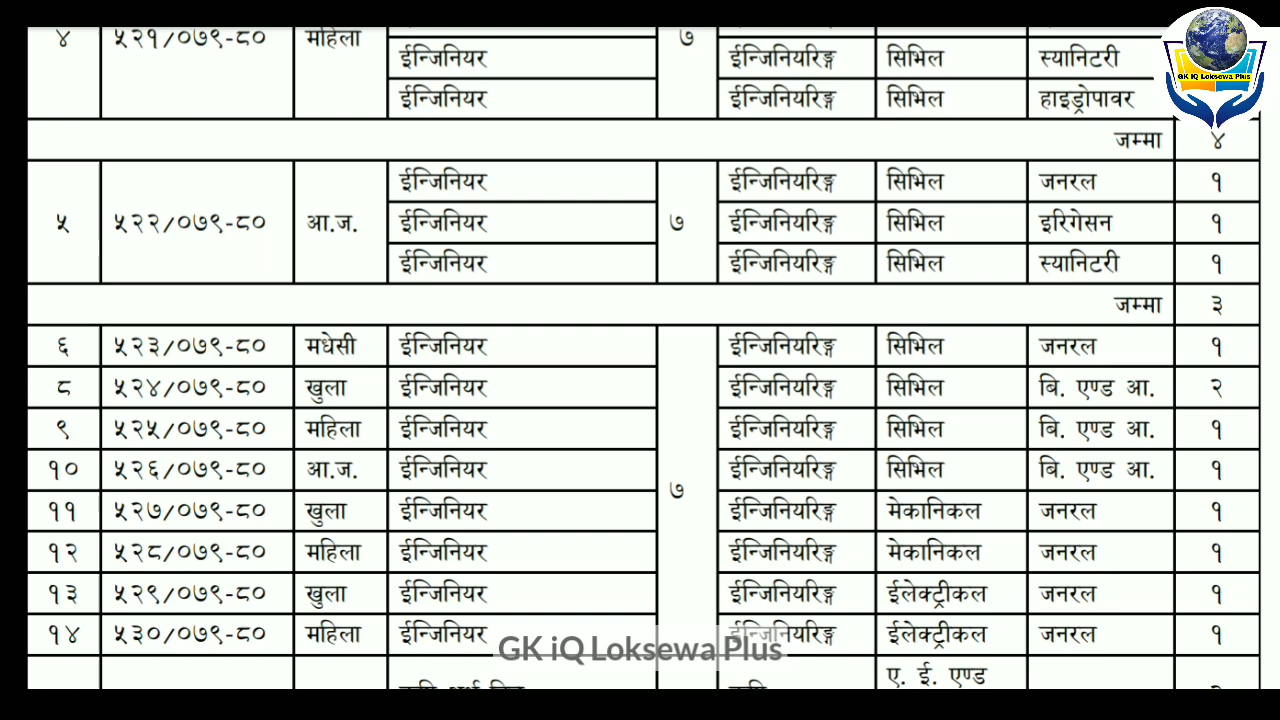 ४ ५२१/०७९-८० महिला ७
ईन्जिनियर ईन्जिनियरिङ्ग सिभिल स्यानिटरी
ईन्जिनियर ईन्जिनियरिङ्ग सिभिल हाइड्रोपावर
जम्मा ४
ईन्जिनियर ईन्जिनियरिङ्ग सिभिल जनरल १
५ ५२२/०७९-८० आ.ज. ईन्जिनियर ७ ईन्जिनियरिङ्ग सिभिल इरिगेसन १
ईन्जिनियर ईन्जिनियरिङ्ग सिभिल स्यानिटरी १
जम्मा ३
६ ५२३/०७९-८० मधेसी ईन्जिनियर ईन्जिनियरिङ्ग सिभिल जनरल १
८ ५२४/०७९-८० खुला ईन्जिनियर ईन्जिनियरिङ्ग सिभिल बि. एण्ड आ. २
९ ५२५/०७९-८० महिला ईन्जिनियर ईन्जिनियरिङ्ग सिभिल बि. एण्ड आ. १
१० ५२६/०७९-८० आ.ज. ईन्जिनियर ईन्जिनियरिङ्ग सिभिल बि. एण्ड आ. १
७
११ ५२७/०७९-८० खुला ईन्जिनियर ईन्जिनियरिङ्ग मेकानिकल जनरल १
१२ ५२८/०७९-८० महिला ईन्जिनियर ईन्जिनियरिङ्ग मेकानिकल जनरल १
१३ ५२९/०७९-८० खुला ईन्जिनियर ईन्जिनियरिङ्ग ईलेक्ट्रीकल जनरल १
१४ ५३०/०७९-८० महिला ईन्जिनियर ईन्जिनियरिङ्ग ईलेक्ट्रीकल जनरल १
ए. ई. एण्ड
GK iQ Loksewa Plus
GK IQ Loksewa Plus